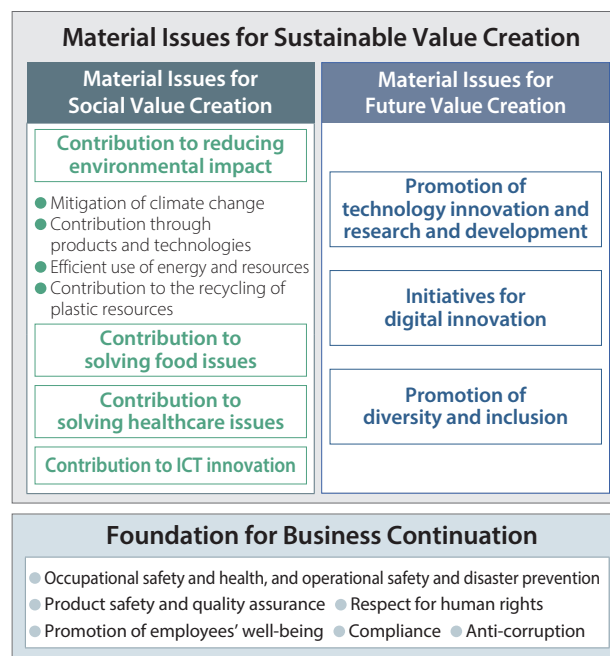 Material Issues for Sustainable Value Creation
Material Issues for
Social Value Creation
Contribution to reducing
environmental impact
● Mitigation of climate change
● Contribution through
products and technologies
● Efficient use of energy and resources
● Contribution to the recycling of
plastic resources
Contribution to
solving food issues
Contribution to
solving healthcare issues
Contribution to ICT innovation
Material Issues for
Future Value Creation
Promotion of
technology innovation and
research and development
Initiatives for
digital innovation
Promotion of
diversity and inclusion
Foundation for Business Continuation
● Occupational safety and health, and operational safety and disaster prevention
● Product safety and quality assurance ● Respect for human rights
● Promotion of employees’ well-being ● Compliance ● Anti-corruption